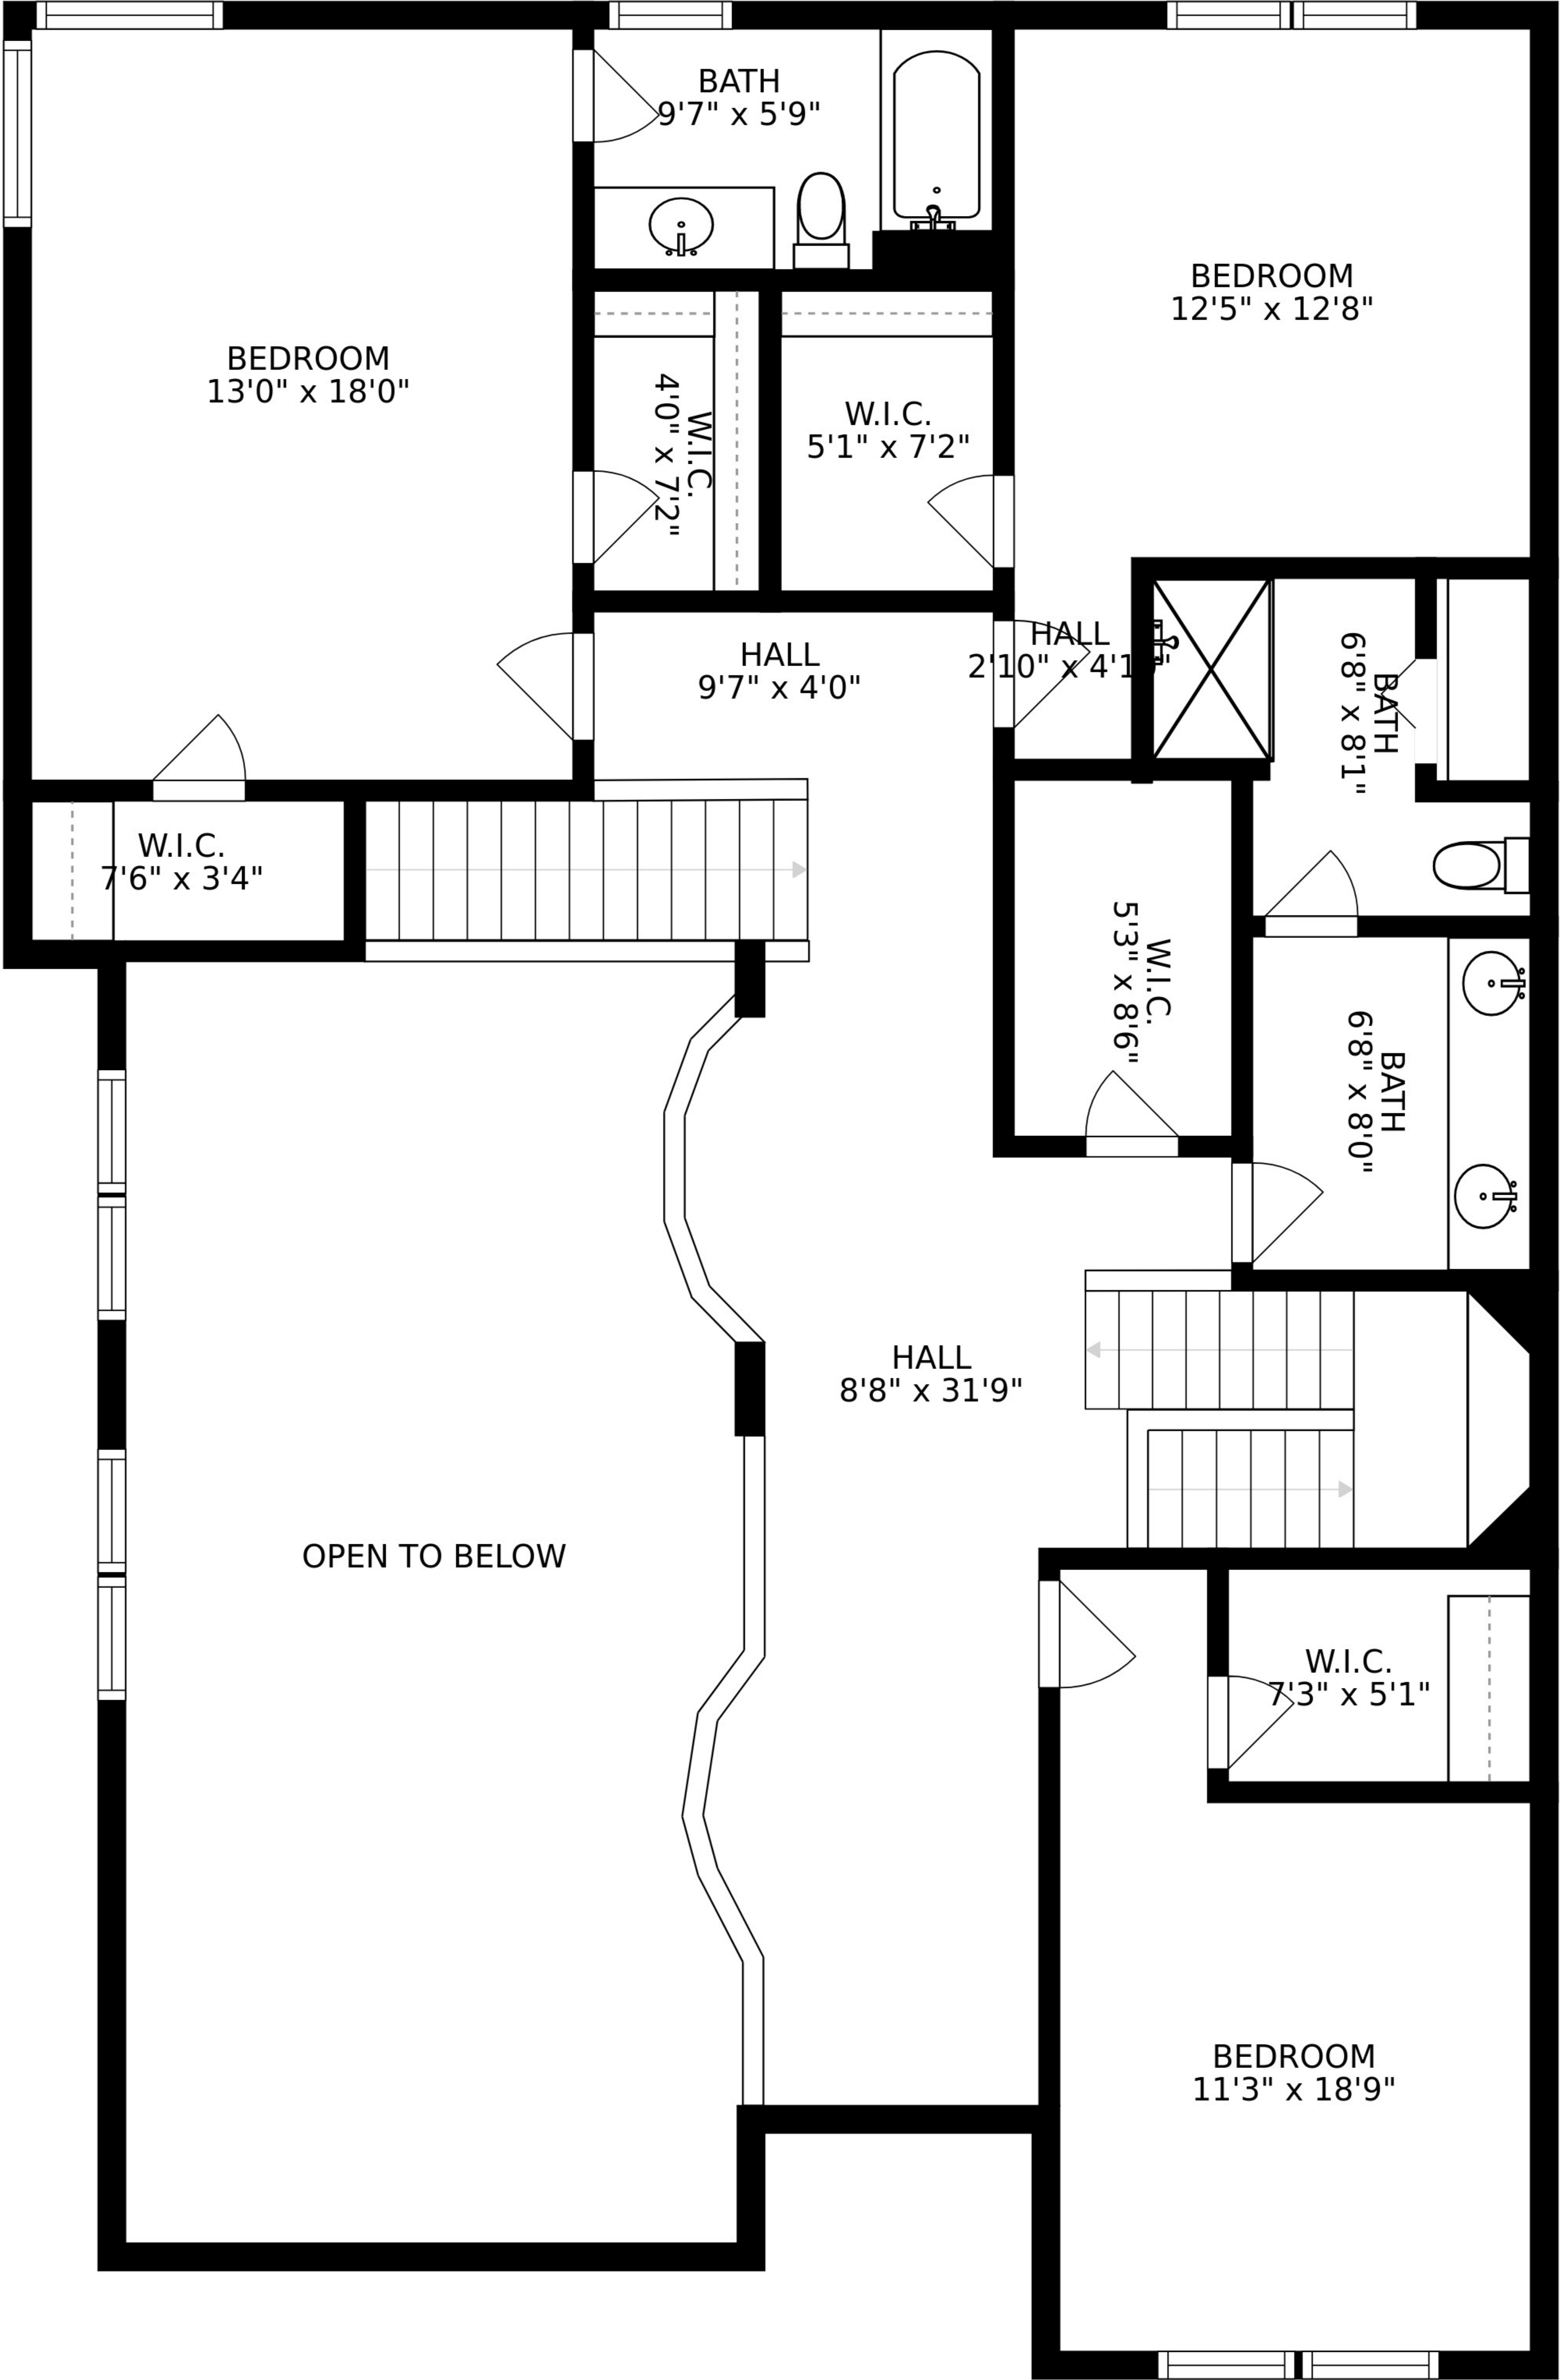 BATH
9'7" x 5'9"
BEDROOM
12'5" x 12'8"
BEDROOM
13'0" x 18'0"
W.I.C.
4'0" x 7'2"
W.I.C.
5'1" x 7'2"
HALL
9'7" x 4'0"
HALL
2'10" x
BATH
6'8" x 8'1"
W.I.C.
7'6" x 3'4"
W.I.C.
5'3" x 8'6"
BATH
6'8" x 8'0"
HALL
8'8" x 31'9"
OPEN TO BELOW
W.I.C.
7'3" x 5'1"
BEDROOM
11'3" x 18'9"